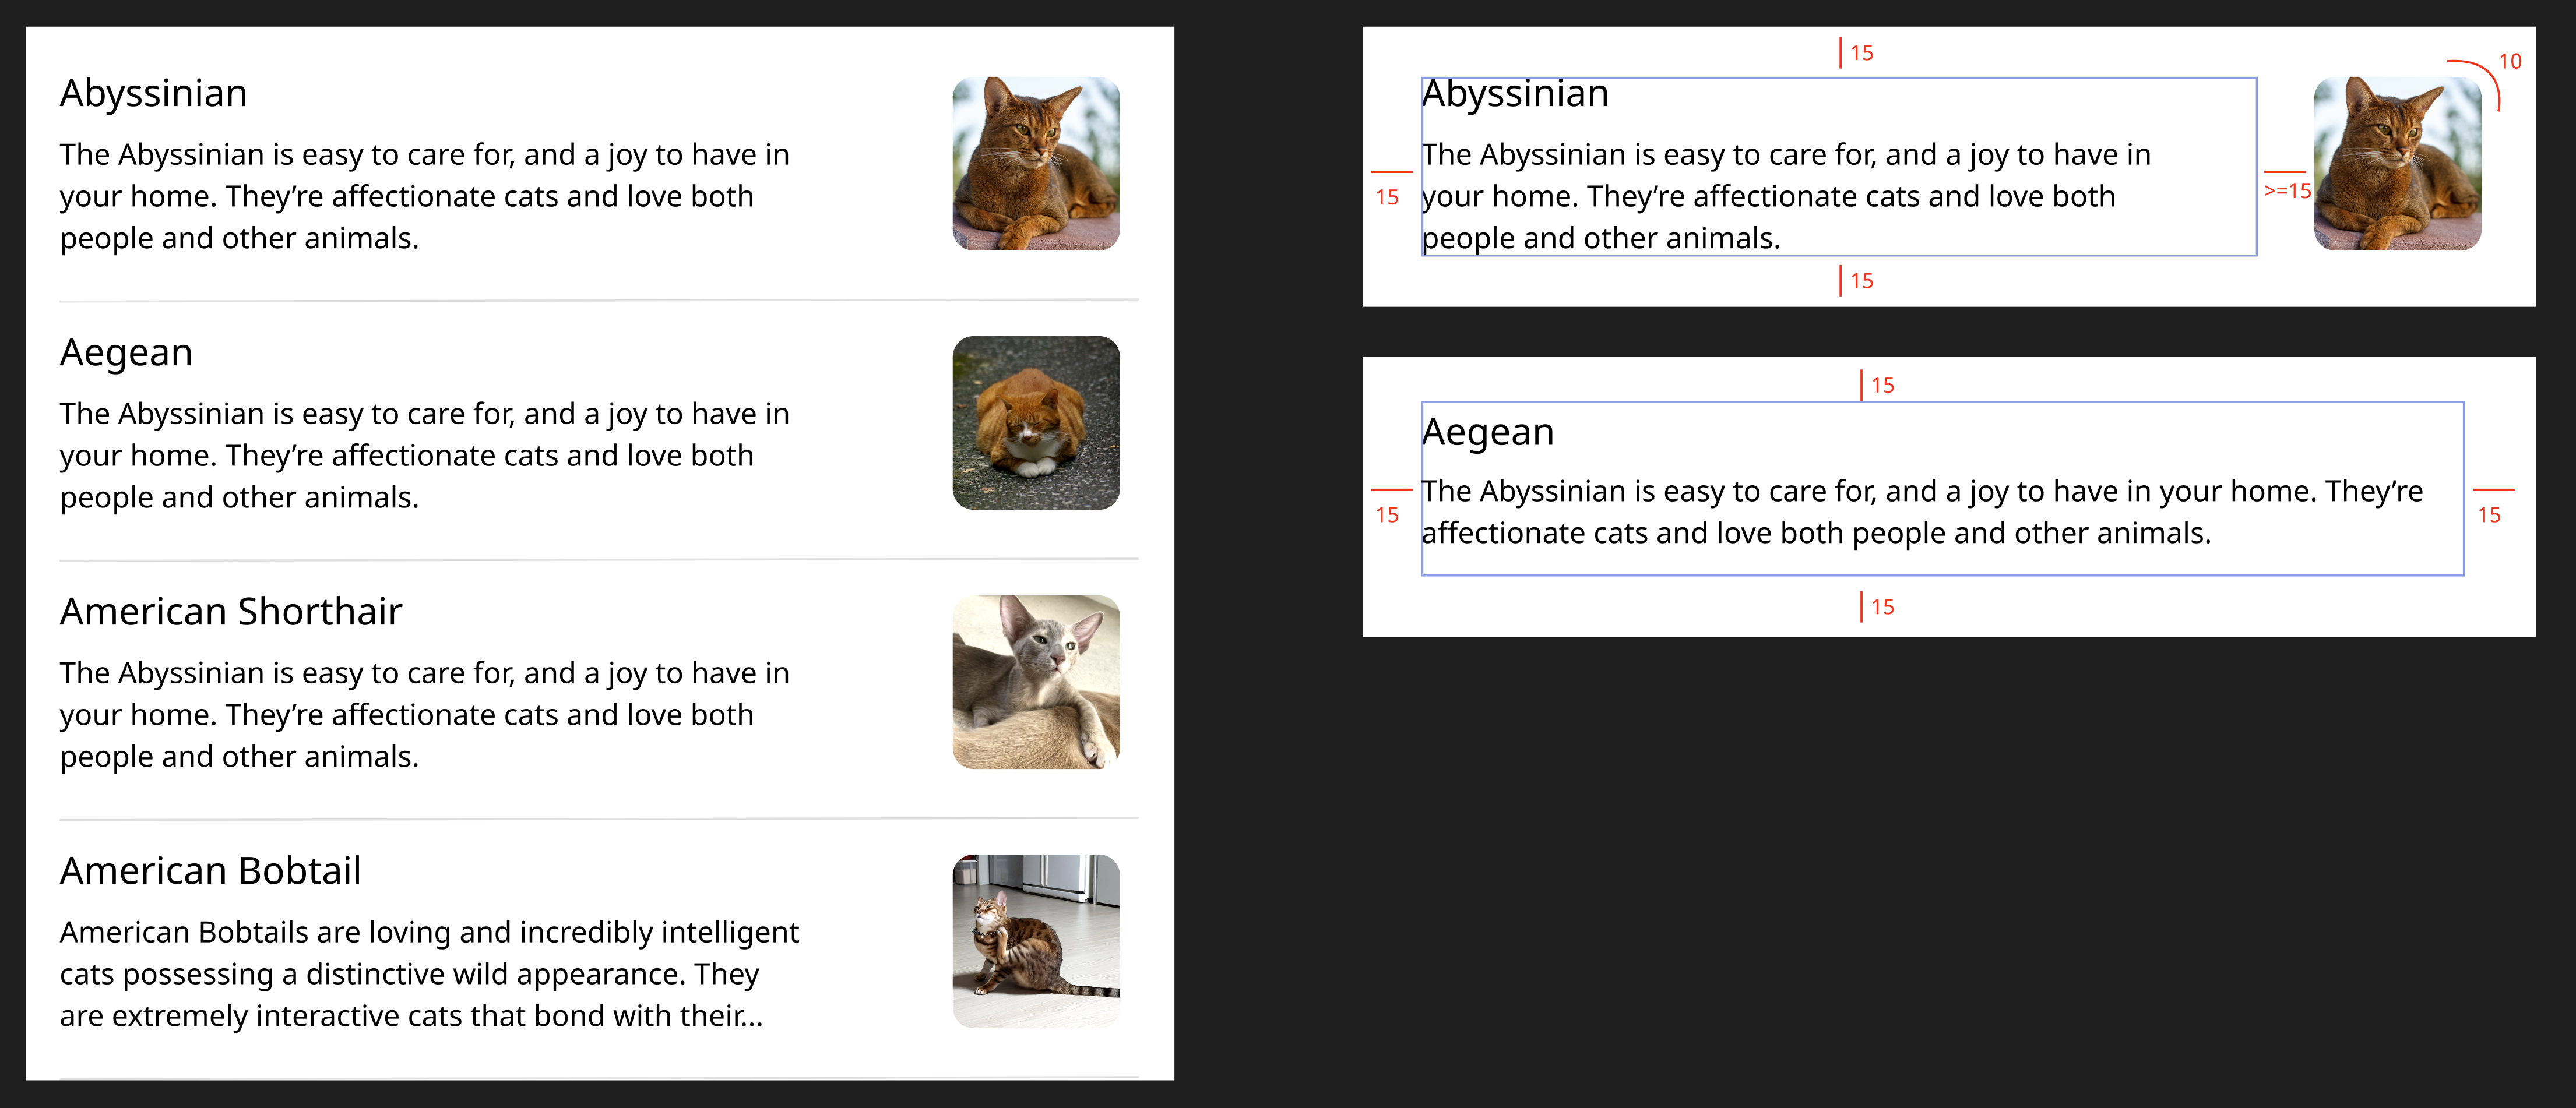 Abyssinian
The Abyssinian is easy to care for, and a joy to have in
your home. They’re affectionate cats and love both
people and other animals.
Aegean
The Abyssinian is easy to care for, and a joy to have in
your home. They’re affectionate cats and love both
people and other animals.
American Shorthair
The Abyssinian is easy to care for, and a joy to have in
your home. They’re affectionate cats and love both
people and other animals.
American Bobtail
American Bobtails are loving and incredibly intelligent
cats possessing a distinctive wild appearance. They
are extremely interactive cats that bond with their...
15
10
Abyssinian
The Abyssinian is easy to care for, and a joy to have in
your home. They’re affectionate cats and love both
people and other animals.
15
>=15
15
15
Aegean
The Abyssinian is easy to care for, and a joy to have in your home. They’re
affectionate cats and love both people and other animals.
15
15
15